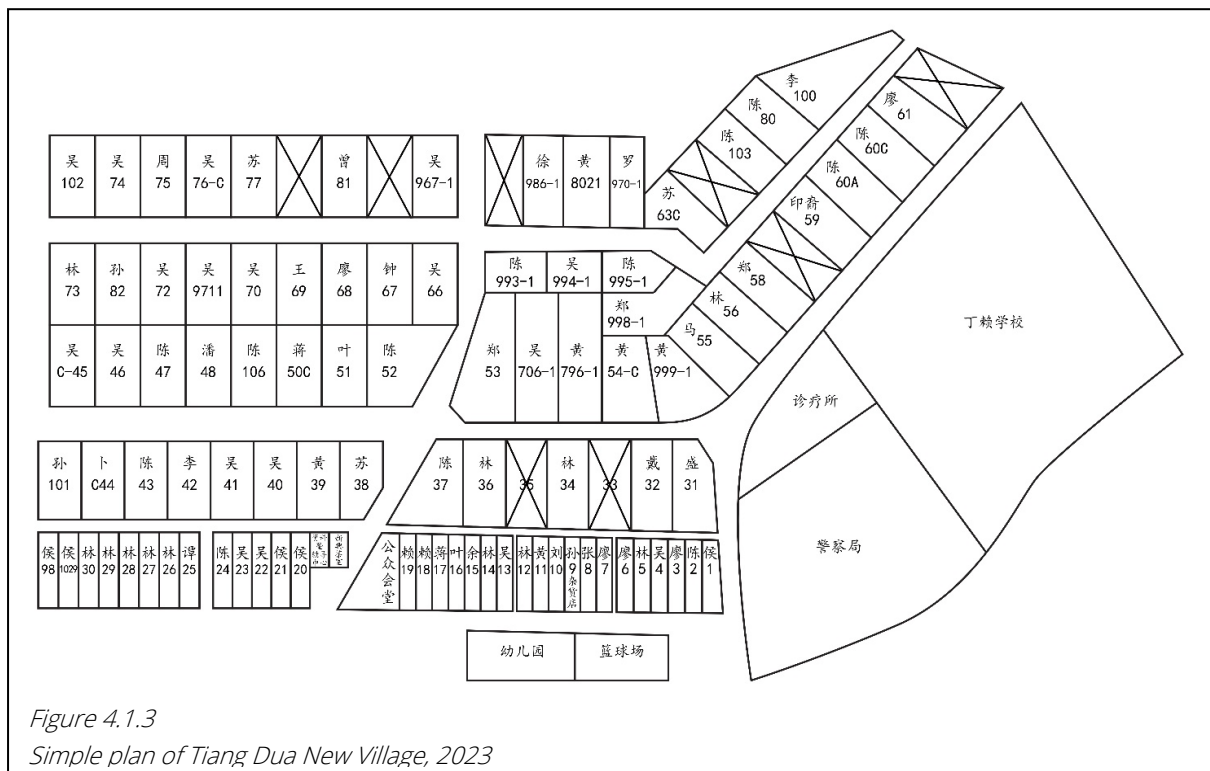 李
100
陈
80
陈
103
苏
63C
廖
61
陈
60C
陈
60A
印裔
59
郑
58
林
56
马
55
吴
102
吴
74
周
75
吴
76-C
苏
77
曾
81
吴
967-1
徐
986-1
黄
8021
罗
970-1
林
73
孙
82
吴
72
吴
9711
吴
70
王
69
廖
68
钟
67
吴
66
陈
993-1
吴
994-1
陈
995-1
郑
998-1
吴
C-45
吴
46
陈
47
潘
48
陈
106
蒋
50C
叶
51
陈
52
郑
53
吴
706-1
黄
796-1
黄
54-C
黄
999-1
丁赖学校
诊疗所
警察局
孙
101
卜
C44
陈
43
李
42
吴
41
吴
40
黄
39
苏
38
陈
37
林
36
35
林
34
33
戴
32
盛
31
侯
98
侯
1029
林
30
林
29
林
28
林
27
林
26
谭
25
陈
24
吴
23
吴
22
侯
21
侯
20
公众会堂
赖
19
赖
18
蒋
17
叶
16
余
15
林
14
吴
13
林
12
黄
11
刘
10
孙
9
杂货店
张
8
廖
7
廖
6
林
5
吴
4
廖
3
陈
2
侯
1
幼儿园
篮球场
Figure 4.1.3
Simple plan of Tiang Dua New Village, 2023